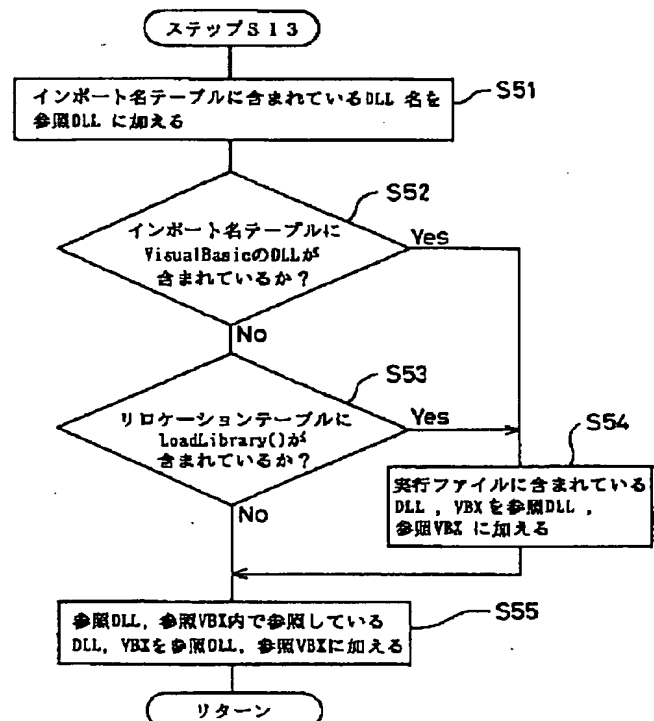 ステップS13
インポート名テーブルに含まれているDLL 名を
参照DLL に加える
S51
S52
インポート名テーブルに
VisualBasicのDLLが
含まれているか?
Yes
No
S53
リロケーションテーブルに
LoadLibrary()が
含まれているか?
Yes
No
S54
実行ファイルに含まれている
DLL , VBX を参照DLL ,
参照VBX に加える
S55
参照DLL, 参照VBX内で参照している
DLL, VBXを参照DLL, 参照VBXに加える
リターン